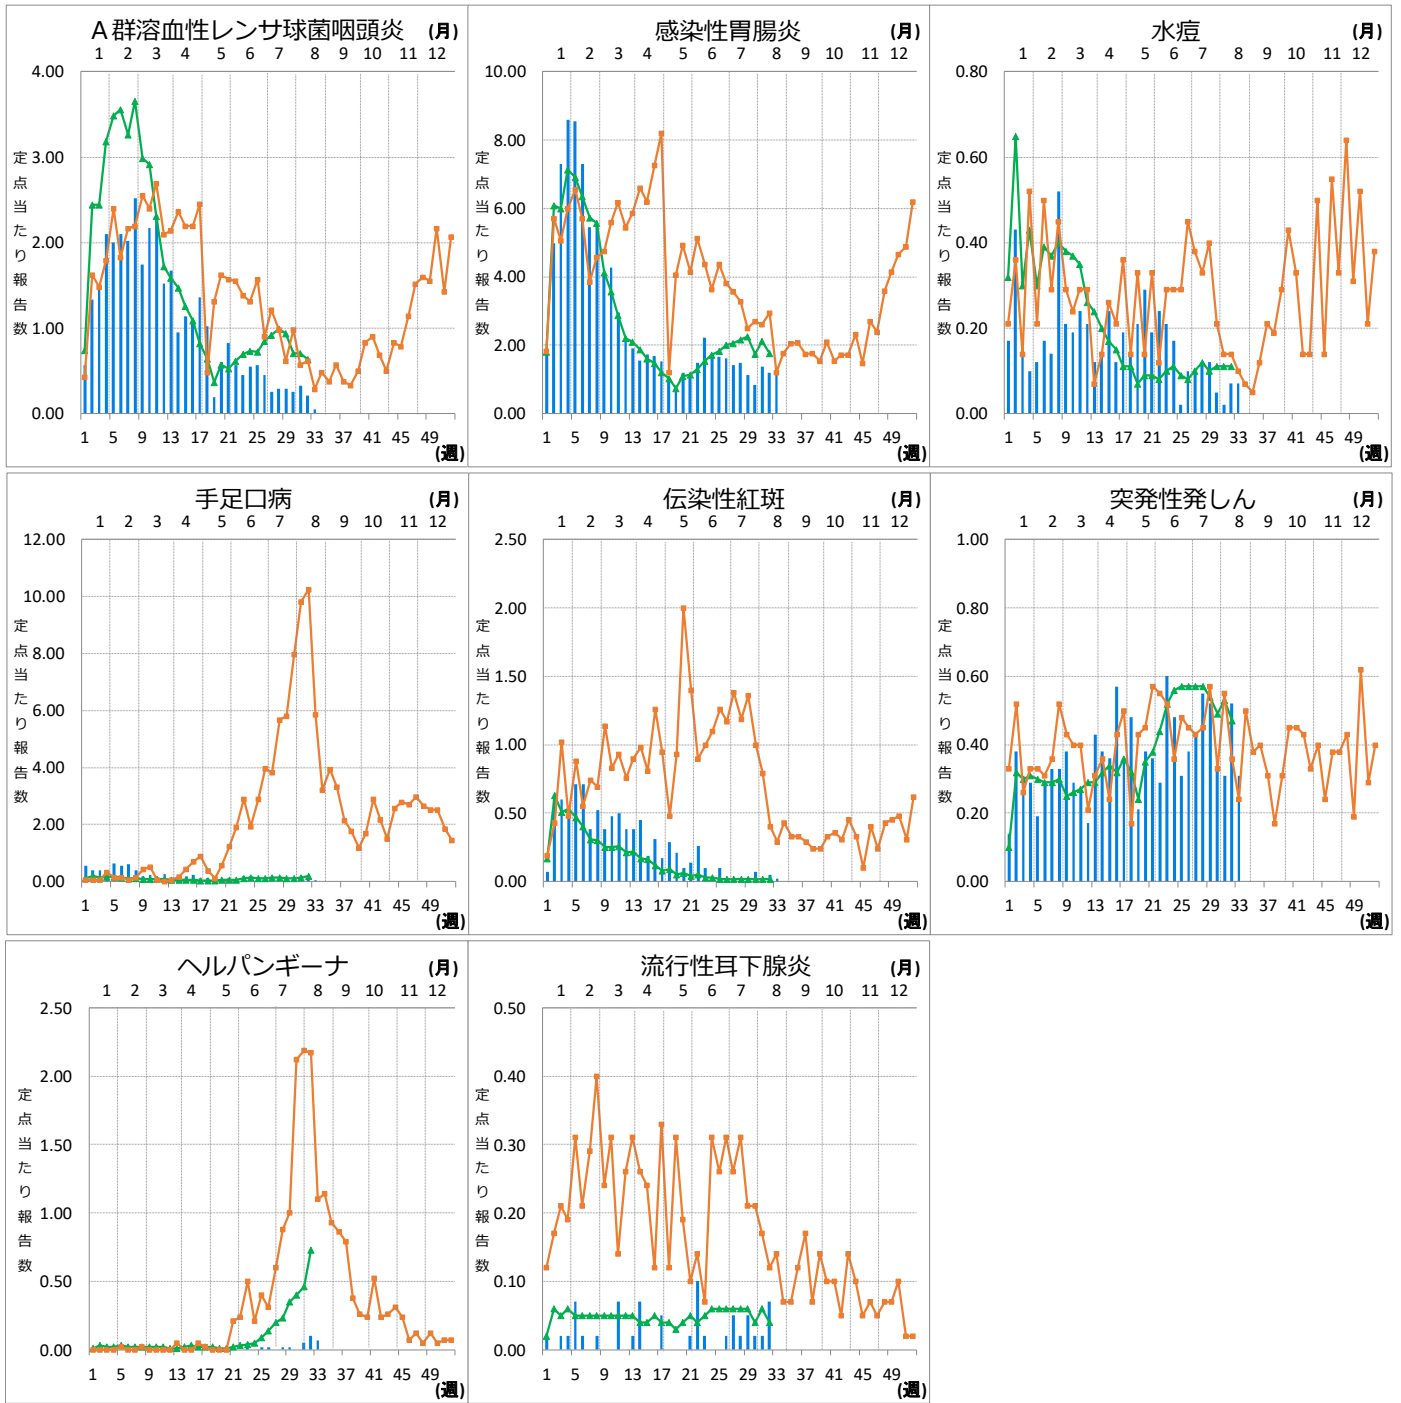 A群溶血性レンサ球菌咽頭炎 (月)
1 2 3 4 5 6 7 8 9 10 11 12
定点当たり報告数
4.00
3.00
2.00
1.00
0.00
1 5 9 13 17 21 25 29 33 37 41 45 49
(週)
感染性胃腸炎 (月)
1 2 3 4 5 6 7 8 9 10 11 12
定点当たり報告数
10.00
8.00
6.00
4.00
2.00
0.00
1 5 9 13 17 21 25 29 33 37 41 45 49
(週)
水痘 (月)
1 2 3 4 5 6 7 8 9 10 11 12
定点当たり報告数
0.80
0.60
0.40
0.20
0.00
1 5 9 13 17 21 25 29 33 37 41 45 49
(週)
手足口病 (月)
1 2 3 4 5 6 7 8 9 10 11 12
定点当たり報告数
12.00
10.00
8.00
6.00
4.00
2.00
0.00
1 5 9 13 17 21 25 29 33 37 41 45 49
(週)
伝染性紅斑 (月)
1 2 3 4 5 6 7 8 9 10 11 12
定点当たり報告数
2.50
2.00
1.50
1.00
0.50
0.00
1 5 9 13 17 21 25 29 33 37 41 45 49
(週)
突発性発しん (月)
1 2 3 4 5 6 7 8 9 10 11 12
定点当たり報告数
1.00
0.80
0.60
0.40
0.20
0.00
1 5 9 13 17 21 25 29 33 37 41 45 49
(週)
ヘルパンギーナ (月)
1 2 3 4 5 6 7 8 9 10 11 12
定点当たり報告数
2.50
2.00
1.50
1.00
0.50
0.00
1 5 9 13 17 21 25 29 33 37 41 45 49
(週)
流行性耳下腺炎 (月)
1 2 3 4 5 6 7 8 9 10 11 12
定点当たり報告数
0.50
0.40
0.30
0.20
0.10
0.00
1 5 9 13 17 21 25 29 33 37 41 45 49
(週)